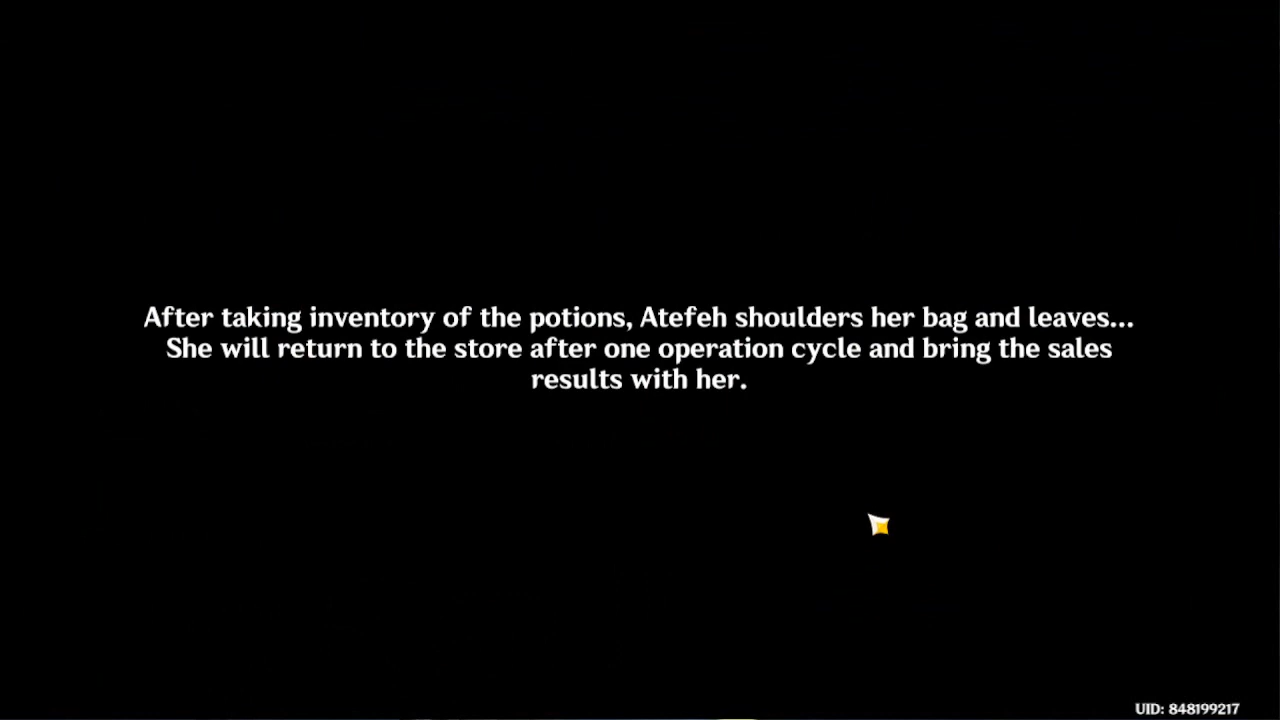 After taking inventory of the potions, Atefeh shoulders her bag and leaves...
She will return to the store after one operation cycle and bring the sales
results with her.
UID: 848199217